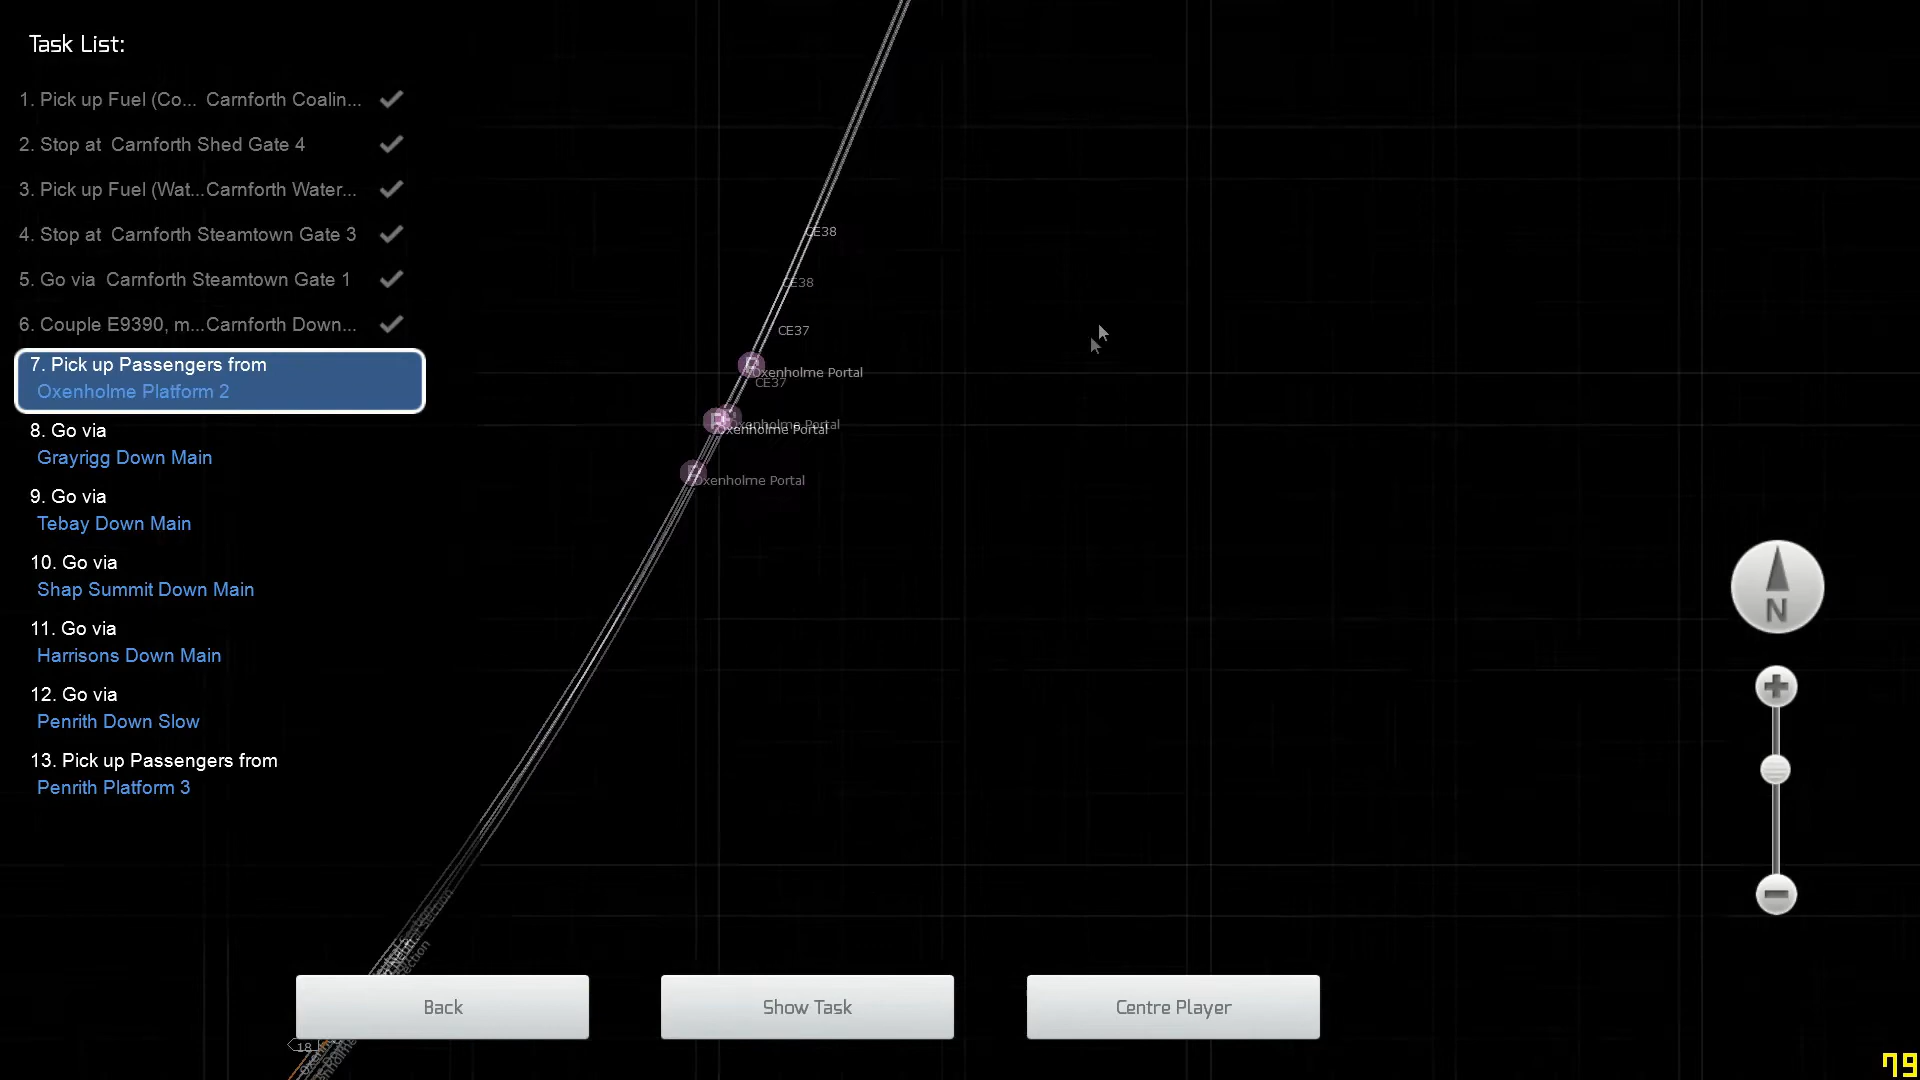 Task List:
1. Pick up Fuel (Co... Carnforth Coalin...
2. Stop at Carnforth Shed Gate 4
3. Pick up Fuel (Wat...Carnforth Water...
4. Stop at Carnforth Steamtown Gate 3
5. Go via Carnforth Steamtown Gate 1
6. Couple E9390, m...Carnforth Down...
7. Pick up Passengers from
Oxenholme Platform 2
8. Go via
Grayrigg Down Main
9. Go via
Tebay Down Main
10. Go via
Shap Summit Down Main
11. Go via
Harrisons Down Main
12. Go via
Penrith Down Slow
13. Pick up Passengers from
Penrith Platform 3
CE38
CE38
CE37
Oxenholme Portal
CE37
Oxenholme Portal
Oxenholme Portal
Oxenholme Portal
N
Back
Show Task
Centre Player
18
79